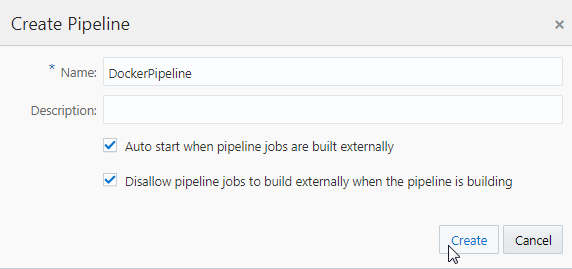 Create Pipeline ×
* Name: DockerPipeline
Description:
Auto start when pipeline jobs are built externally
Disallow pipeline jobs to build externally when the pipeline is building
Create Cancel